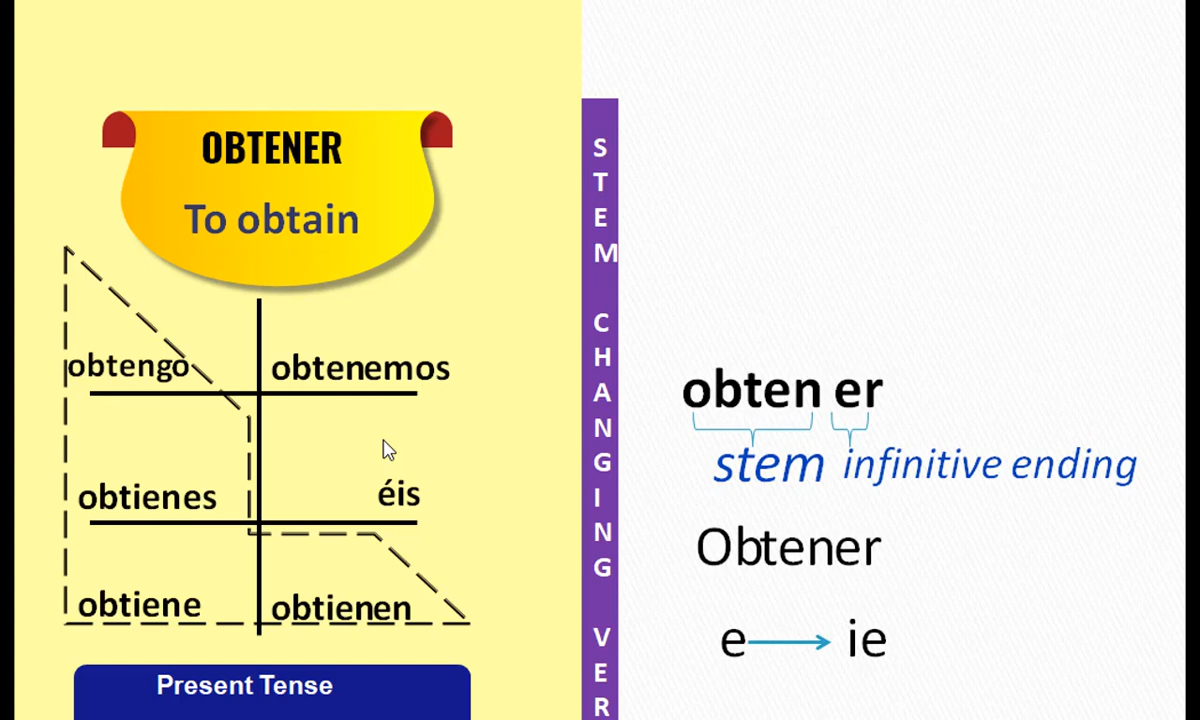 OBTENER
To obtain
obtengo obtenemos
obtienes éis
obtiene obtienen
Present Tense
STEM CHANGING VER
obten er
stem infinitive ending
Obtener
e ie